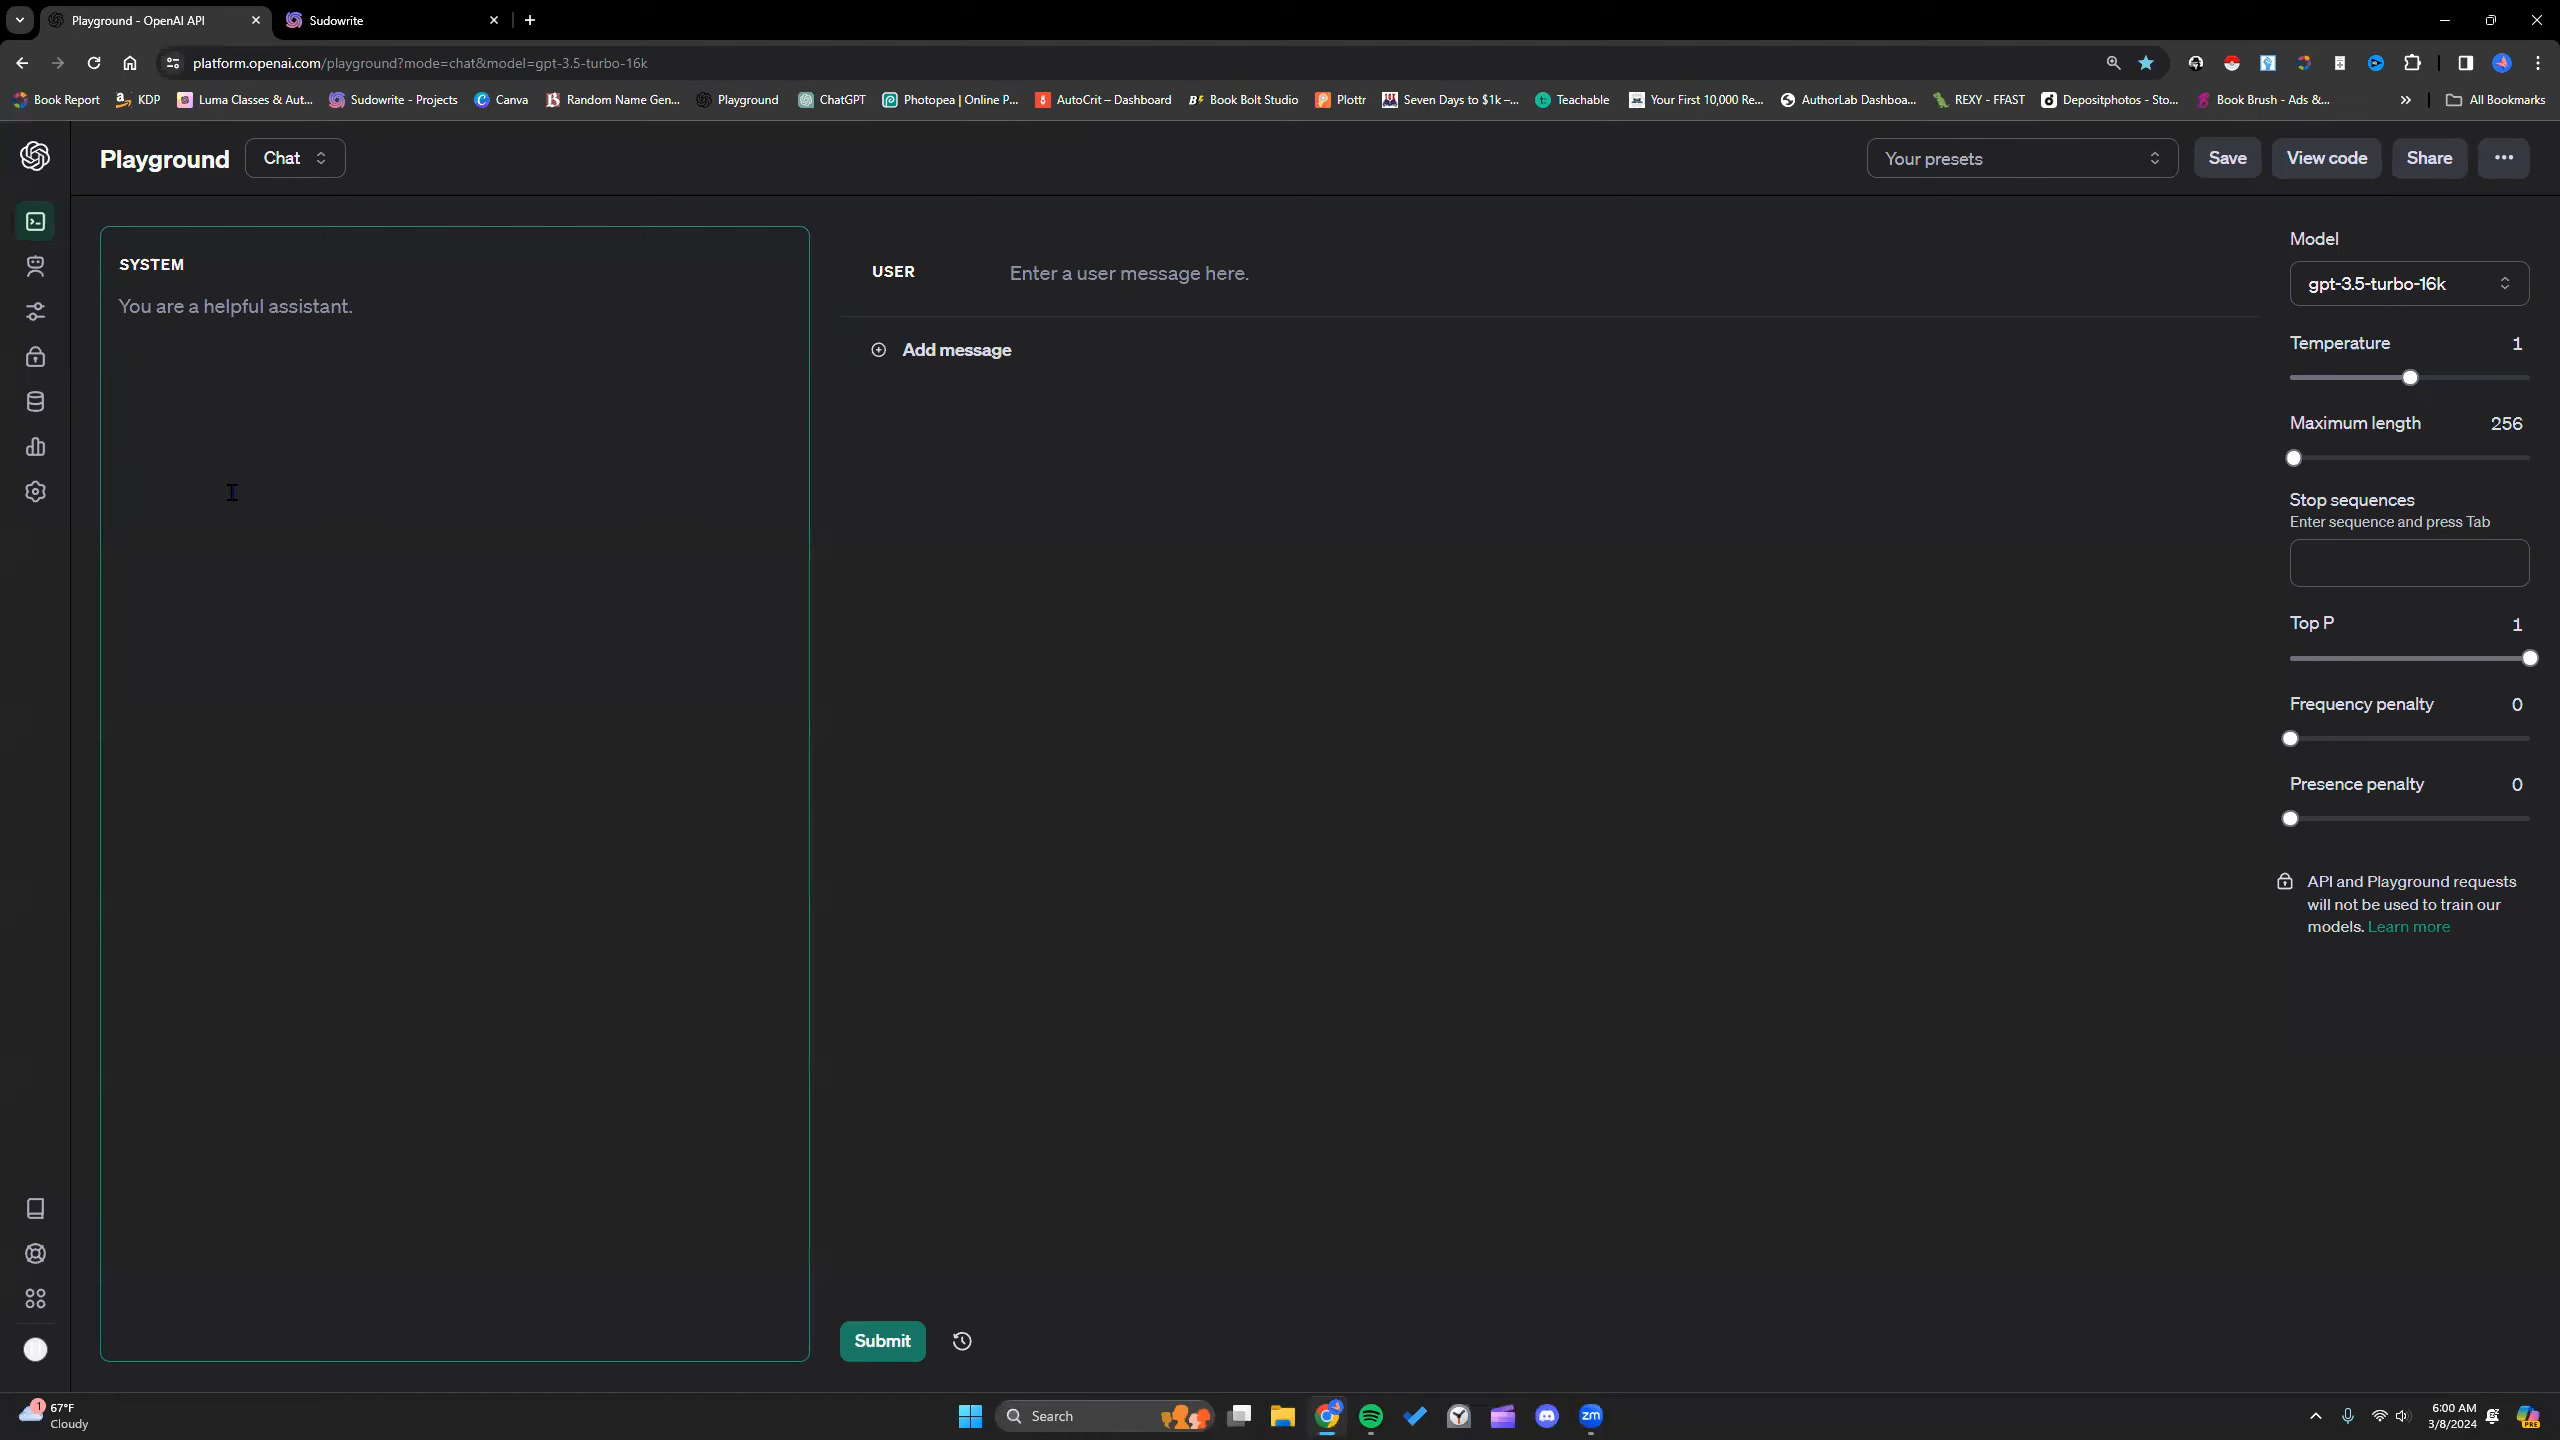 Playground - OpenAI API
Sudowrite
platform.openai.com/playground?mode=chat&model=gpt-3.5-turbo-16k
Book Report
KDP
Luma Classes & Aut...
Sudowrite - Projects
Canva
Random Name Gen...
Playground
ChatGPT
Photopea | Online P...
AutoCrit – Dashboard
Book Bolt Studio
Plottr
Seven Days to $1k –...
Teachable
Your First 10,000 Re...
AuthorLab Dashboa...
REXY - FFAST
Depositphotos - Sto...
Book Brush - Ads &...
All Bookmarks
Playground
Chat
Your presets
Save
View code
Share
SYSTEM
You are a helpful assistant.
USER
Enter a user message here.
Add message
Model
gpt-3.5-turbo-16k
Temperature 1
Maximum length 256
Stop sequences
Enter sequence and press Tab
Top P 1
Frequency penalty 0
Presence penalty 0
API and Playground requests
will not be used to train our
models. Learn more
Submit
1
67°F
Cloudy
Search
zm
6:00 AM
3/8/2024
PRE